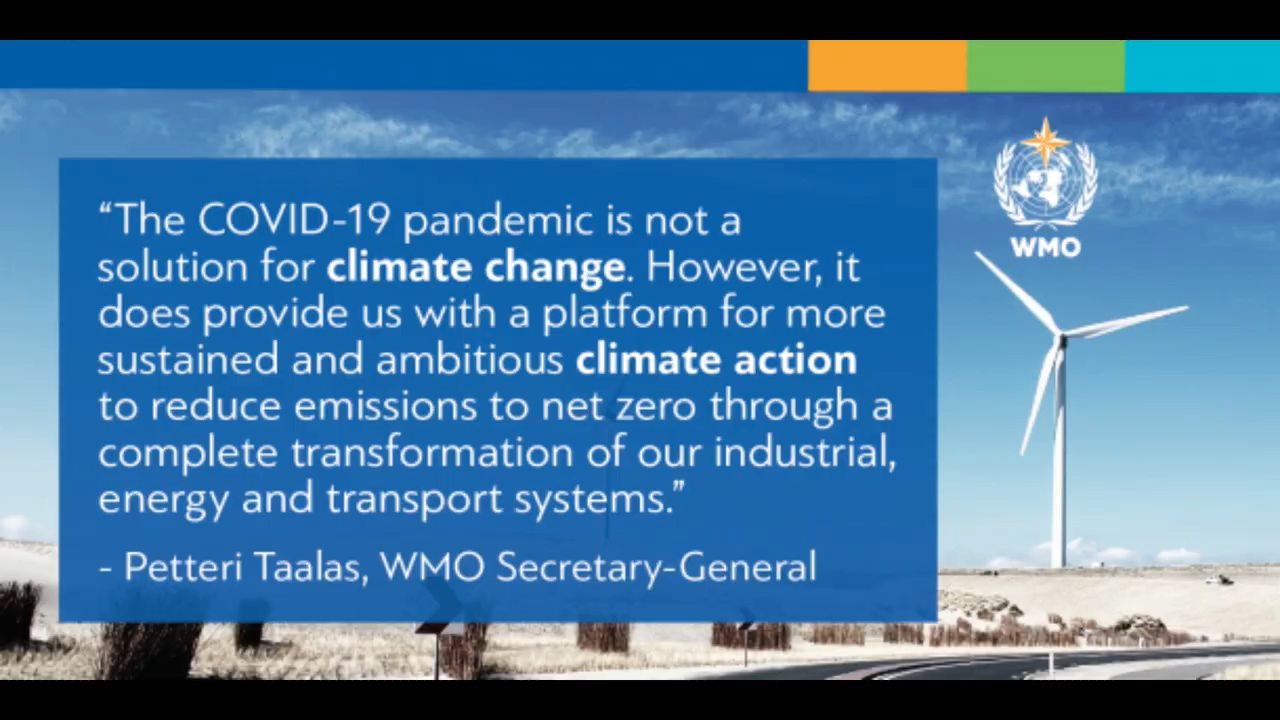 WMO
“The COVID-19 pandemic is not a
solution for climate change. However, it
does provide us with a platform for more
sustained and ambitious climate action
to reduce emissions to net zero through a
complete transformation of our industrial,
energy and transport systems.”
- Petteri Taalas, WMO Secretary-General